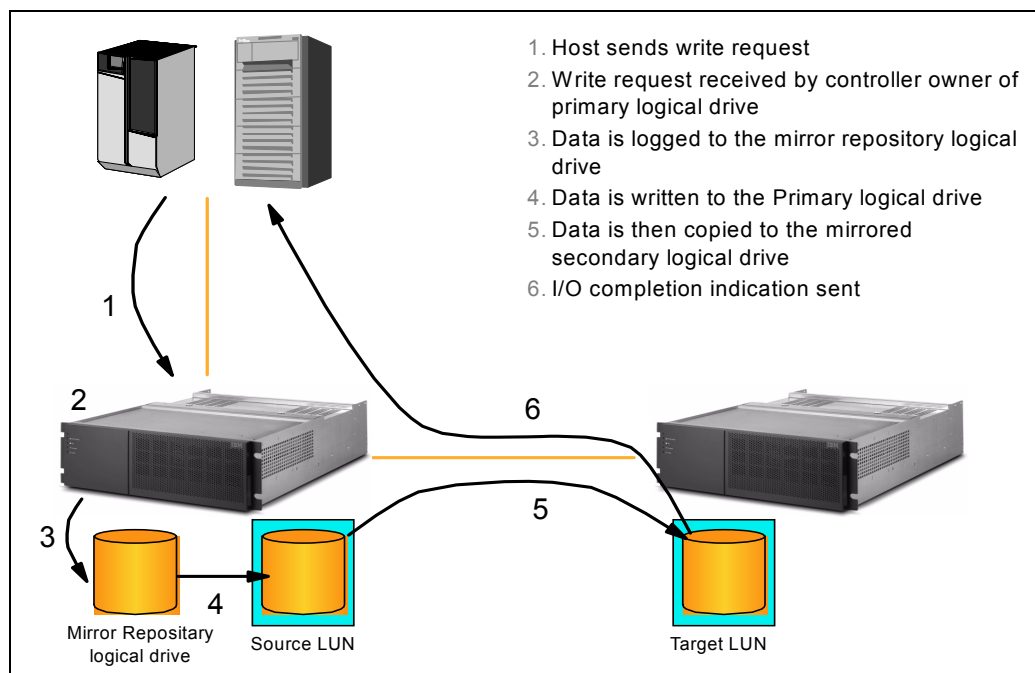 1. Host sends write request
2. Write request received by controller owner of
primary logical drive
3. Data is logged to the mirror repository logical
drive
4. Data is written to the Primary logical drive
5. Data is then copied to the mirrored
secondary logical drive
6. I/O completion indication sent
1
2
6
3
5
4
Mirror Repositary
logical drive
Source LUN
Target LUN